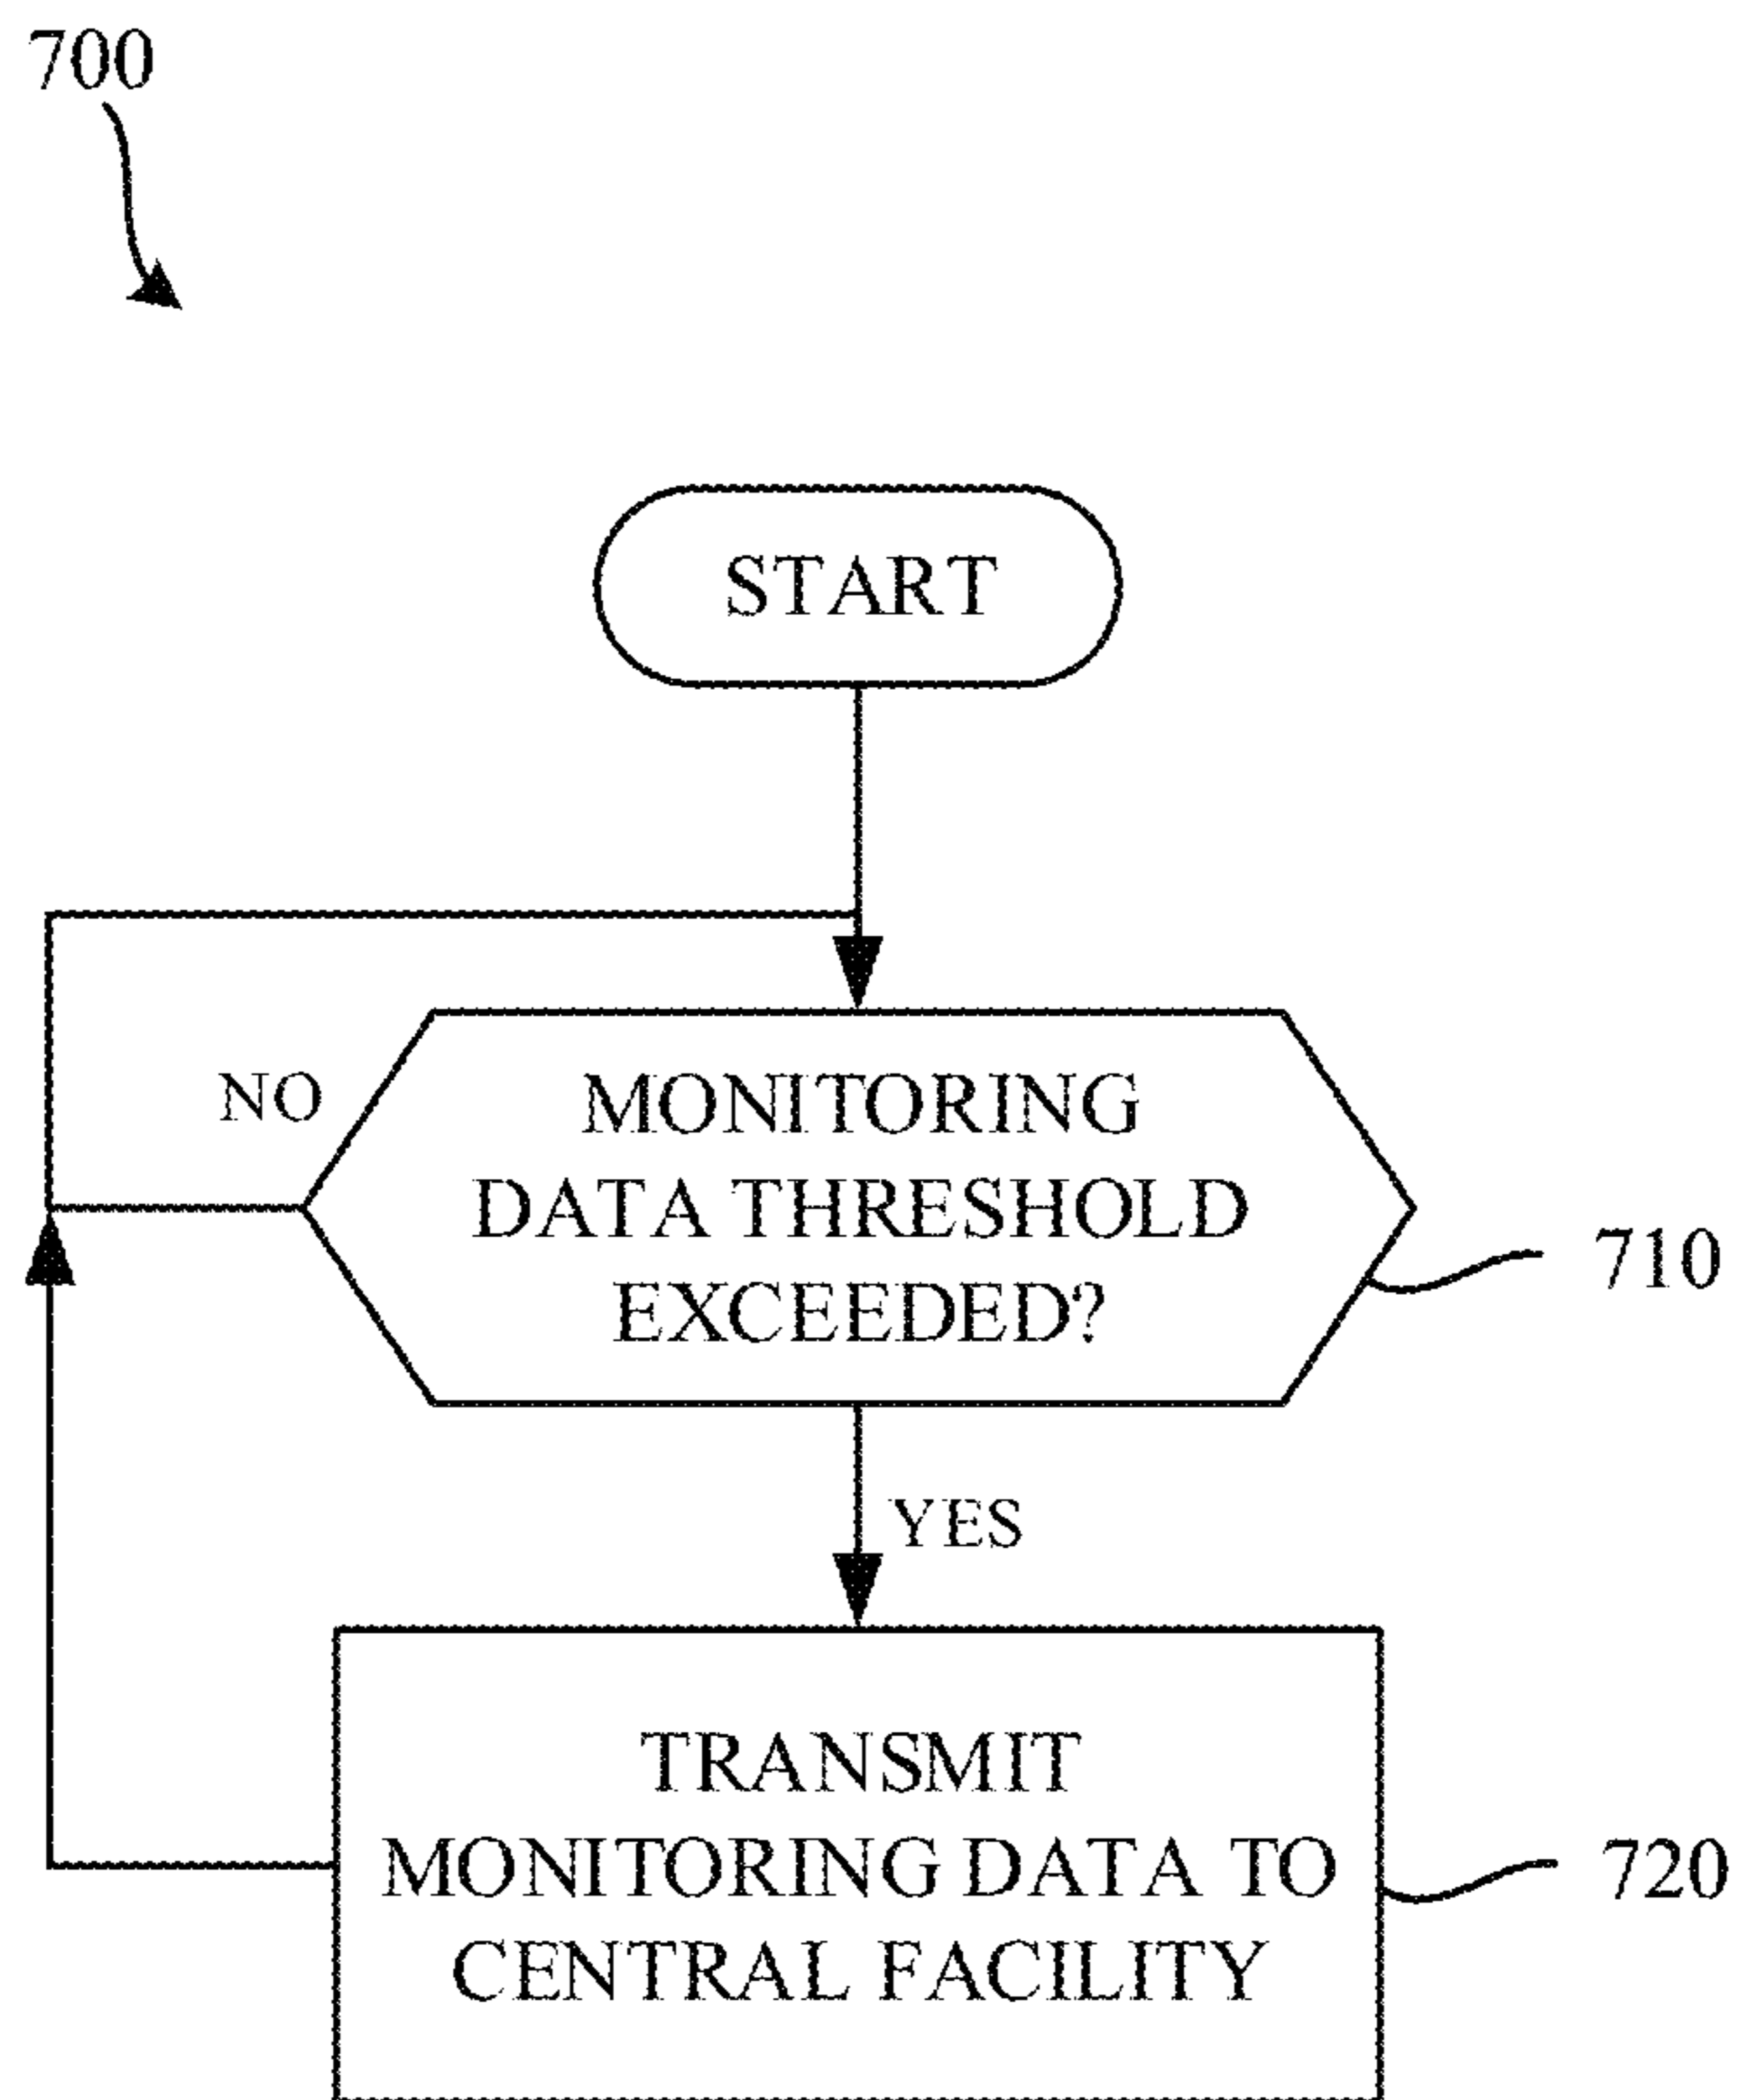 700
START
NO
MONITORING
DATA THRESHOLD
EXCEEDED?
710
YES
TRANSMIT
MONITORING DATA TO
CENTRAL FACILITY
720